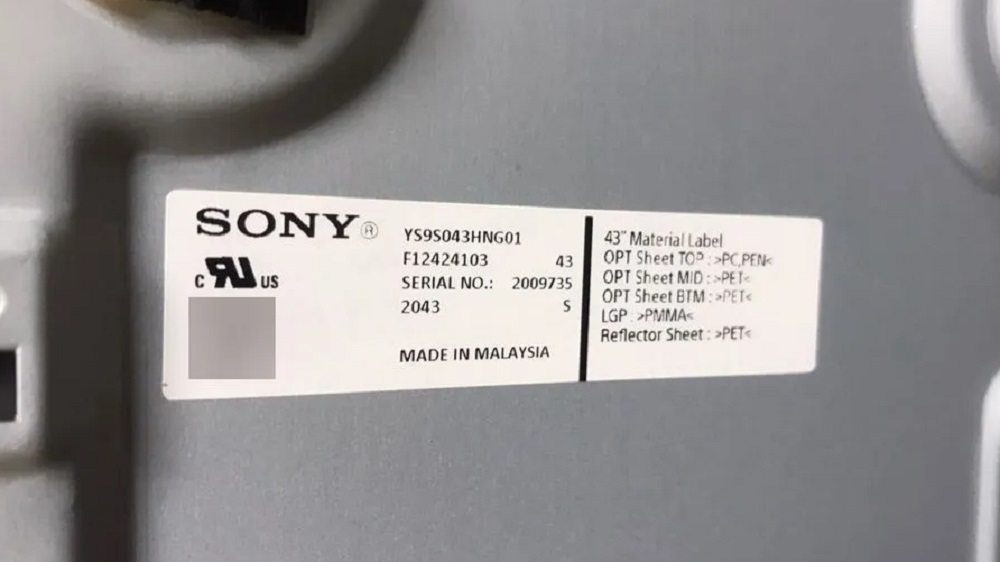 SONY®
C RU US
YS9S043HNG01
F12424103 43
SERIAL NO.: 2009735
2043 S
MADE IN MALAYSIA
43" Material Label
OPT Sheet TOP : >PC,PEN<
OPT Sheet MID : >PET<
OPT Sheet BTM : >PET<
LGP : >PMMA<
Reflector Sheet : >PET<